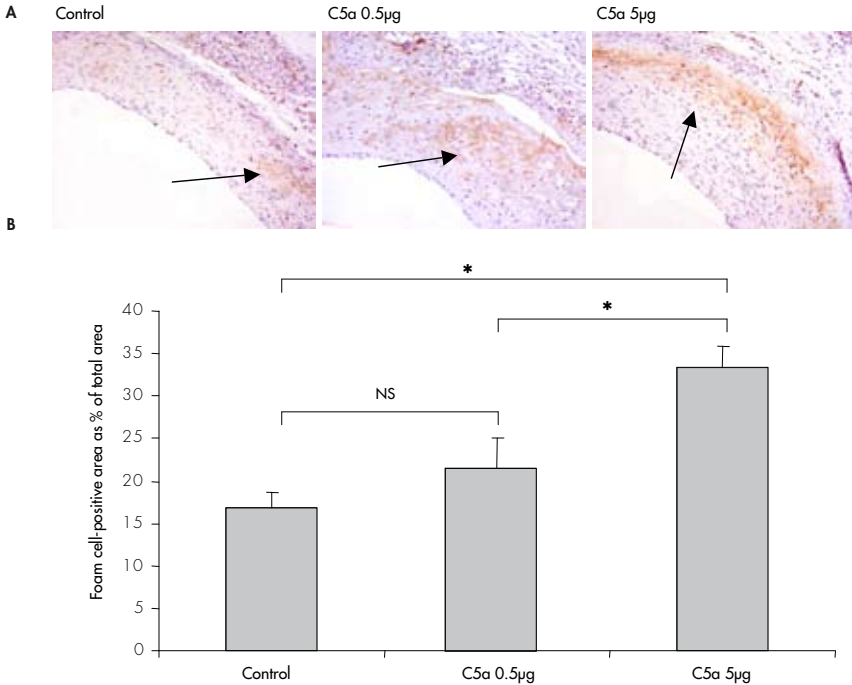 A
Control
C5a 0.5µg
C5a 5µg
B
*
*
NS
Foam cell-positive area as % of total area
40
35
30
25
20
15
10
5
0
Control
C5a 0.5µg
C5a 5µg